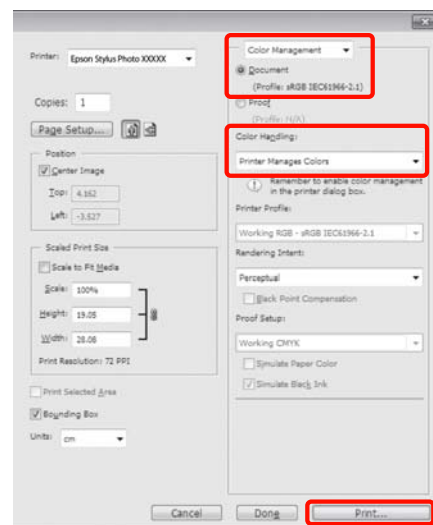 Printer: Epson Stylus Photo XXXXX
Copies: 1
Page Setup...
Position
Center Image
Top: 4.162
Left: -3.527
Scaled Print Size
Scale to Fit Media
Scale: 100%
Height: 19.05
Width: 28.06
Print Resolution: 72 PPI
Print Selected Area
Bounding Box
Units: cm
Color Management
Document
(Profile: sRGB IEC61966-2.1)
Proof
(Profile: N/A)
Color Handling:
Printer Manages Colors
Remember to enable color management
in the printer dialog box.
Printer Profile:
Working RGB - sRGB IEC61966-2.1
Rendering Intent:
Perceptual
Black Point Compensation
Proof Setup:
Working CMYK
Simulate Paper Color
Simulate Black Ink
Cancel
Done
Print...